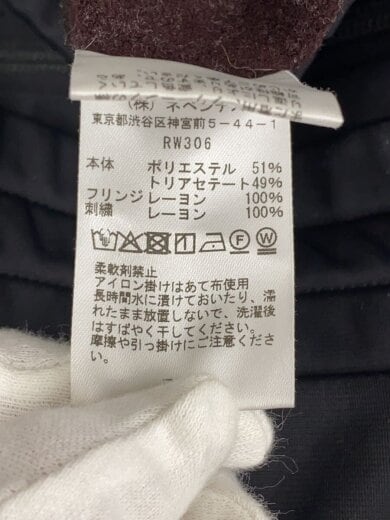 (株) ネペンテス
東京都渋谷区神宮前5-44-1
RW306
本体 ポリエステル 51%
トリアセテート49%
フリンジ レーヨン 100%
刺繍 レーヨン 100%
柔軟剤禁止
アイロン掛けはあて布使用
長時間水に漬けておいたり、濡
れたまま放置しないで、洗濯後
はすばやく干してください。
摩擦や引っ掛けにご注意くださ
い。